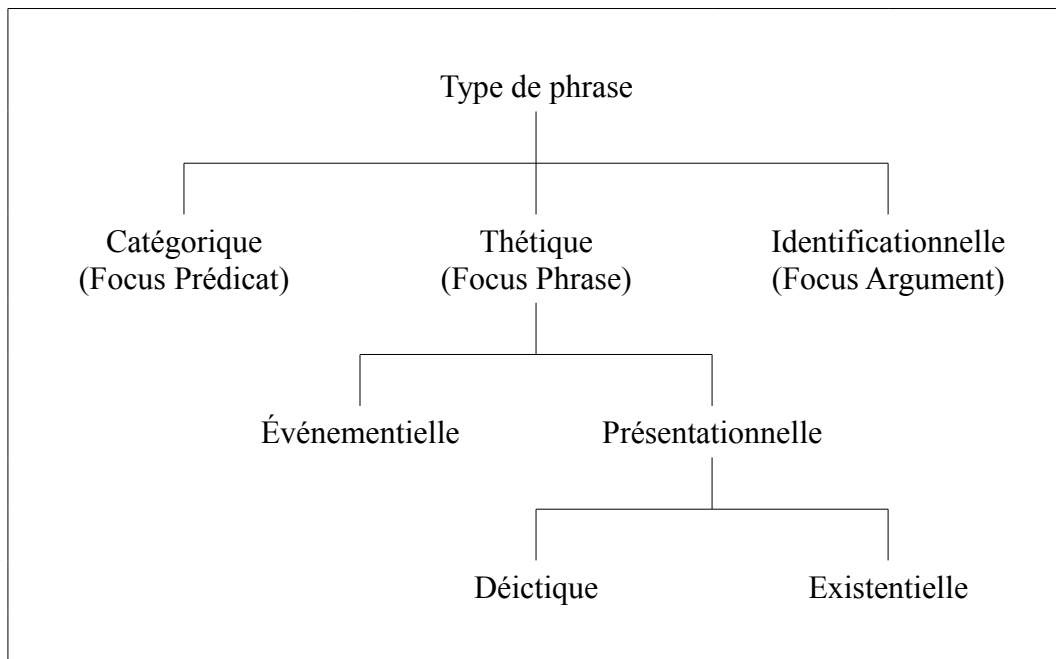 Type de phrase
Catégorique
(Focus Prédicat)
Thétique
(Focus Phrase)
Identificationnelle
(Focus Argument)
Événementielle
Présentationnelle
Déictique
Existentielle